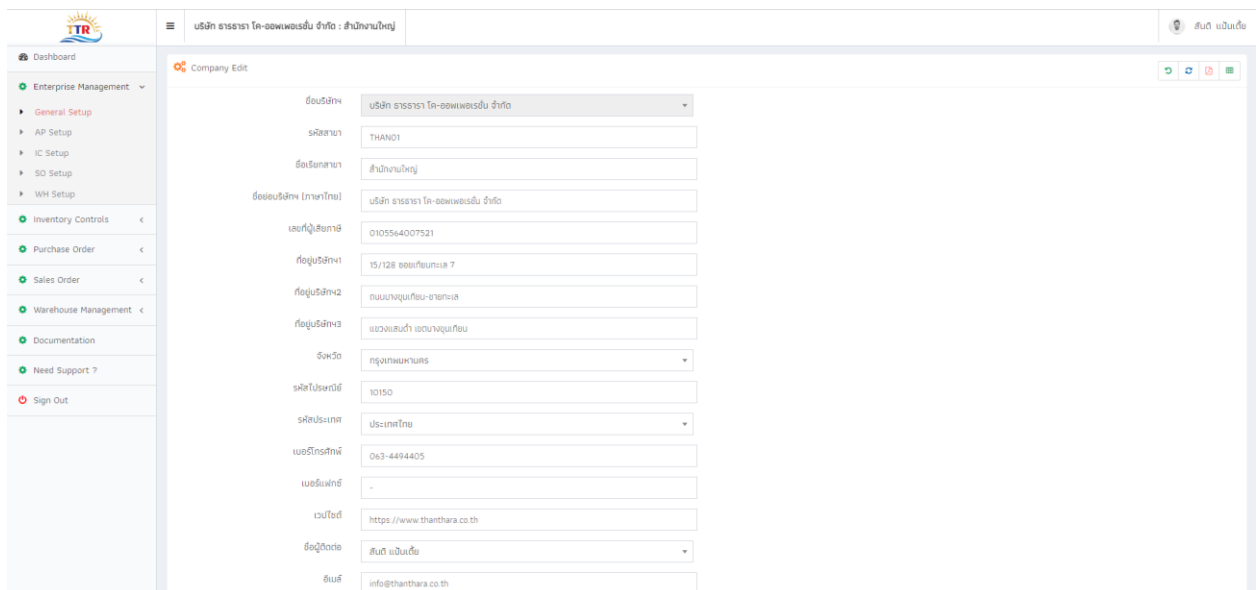 TTR
บริษัท ธารธารา โค-ออพเพอเรชั่น จำกัด : สำนักงานใหญ่
สันติ แป้นเตี้ย
Dashboard
Enterprise Management
General Setup
AP Setup
IC Setup
SO Setup
WH Setup
Inventory Controls
Purchase Order
Sales Order
Warehouse Management
Documentation
Need Support ?
Sign Out
Company Edit
ชื่อบริษัทฯ บริษัท ธารธารา โค-ออพเพอเรชั่น จำกัด
รหัสสาขา THAN01
ชื่อเรียกสาขา สำนักงานใหญ่
ชื่อย่อบริษัทฯ (ภาษาไทย) บริษัท ธารธารา โค-ออพเพอเรชั่น จำกัด
เลขที่ผู้เสียภาษี 0105564007521
ที่อยู่บริษัทฯ1 15/128 ซอยเทียนทะเล 7
ที่อยู่บริษัทฯ2 ถนนบางขุนเทียน-ชายทะเล
ที่อยู่บริษัทฯ3 แขวงแสมดำ เขตบางขุนเทียน
จังหวัด กรุงเทพมหานคร
รหัสไปรษณีย์ 10150
รหัสประเทศ ประเทศไทย
เบอร์โทรศัทพ์ 063-4494405
เบอร์แฟกซ์ -
เวปไซต์ https://www.thanthara.co.th
ชื่อผู้ติดต่อ สันติ แป้นเตี้ย
อีเมล์ info@thanthara.co.th